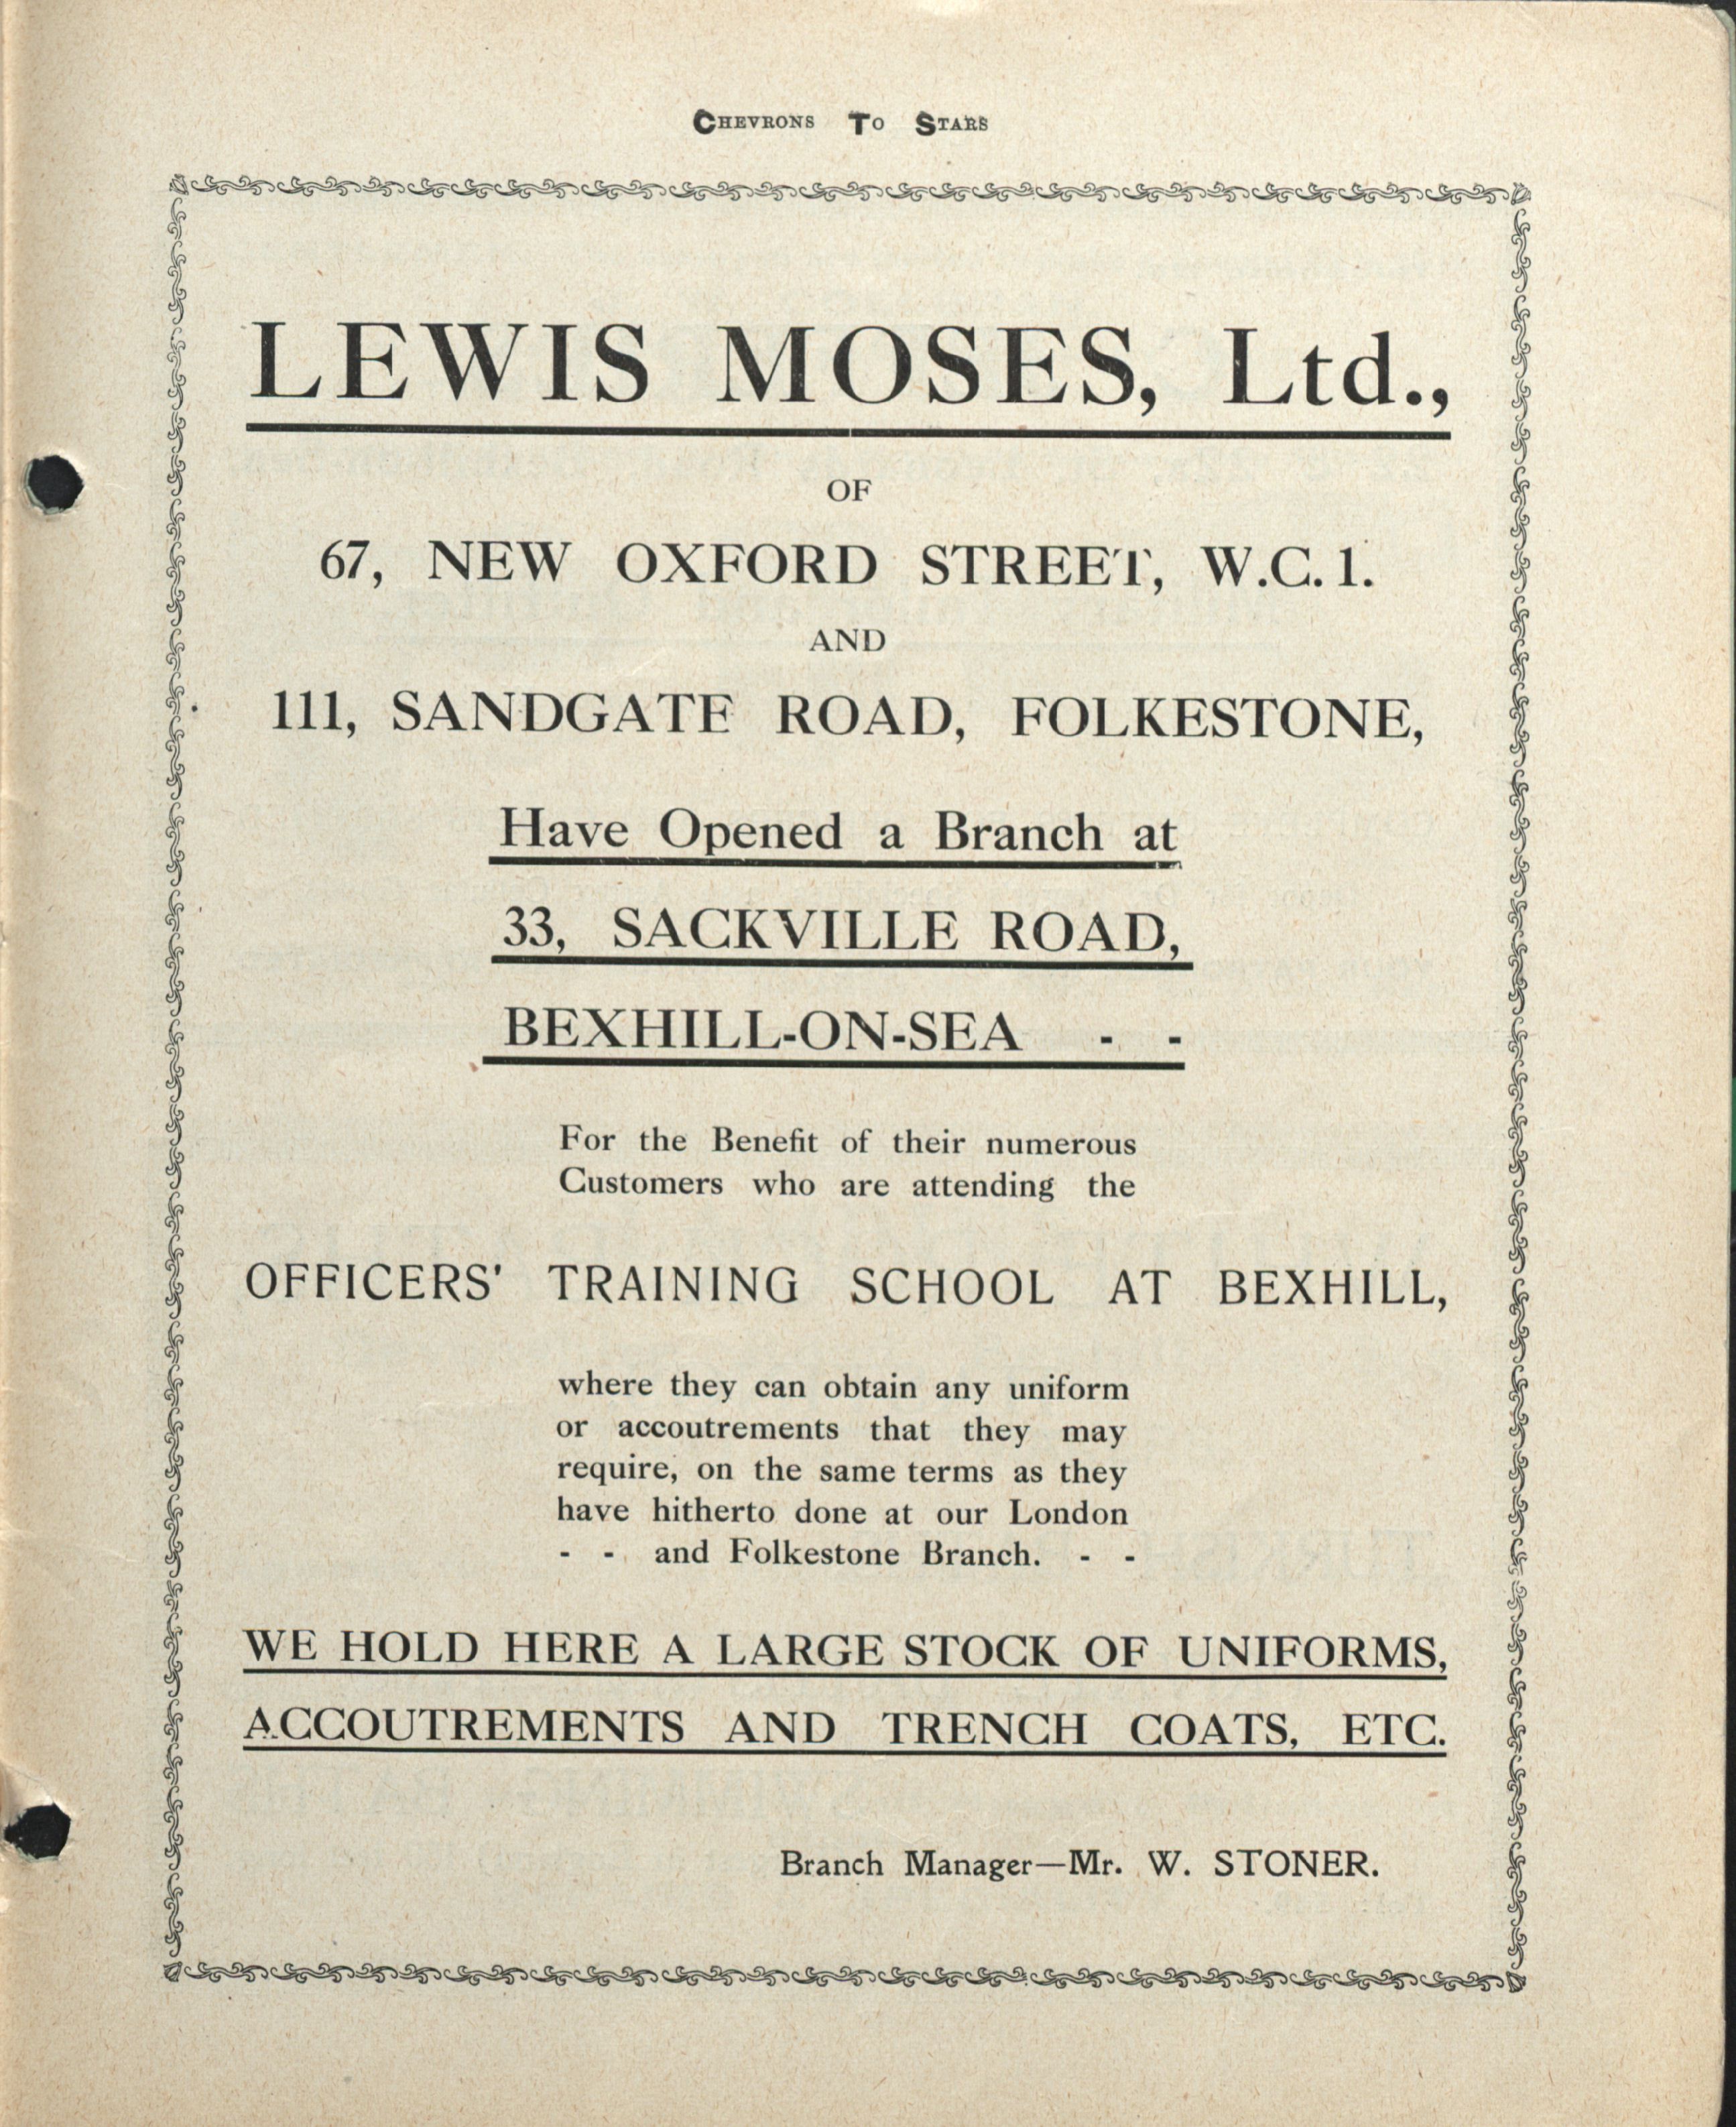 Chevrons To Stars
LEWIS MOSES, Ltd.,
OF
67, NEW OXFORD STREET, W.C. 1.
AND
111, SANDGATE ROAD, FOLKESTONE,
Have Opened a Branch at
33, SACKVILLE ROAD,
BEXHILL-ON-SEA - -
For the Benefit of their numerous
Customers who are attending the
OFFICERS' TRAINING SCHOOL AT BEXHILL,
where they can obtain any uniform
or accoutrements that they may
require, on the same terms as they
have hitherto done at our London
- - and Folkestone Branch. - -
WE HOLD HERE A LARGE STOCK OF UNIFORMS,
ACCOUTREMENTS AND TRENCH COATS, ETC.
Branch Manager—Mr. W. STONER.